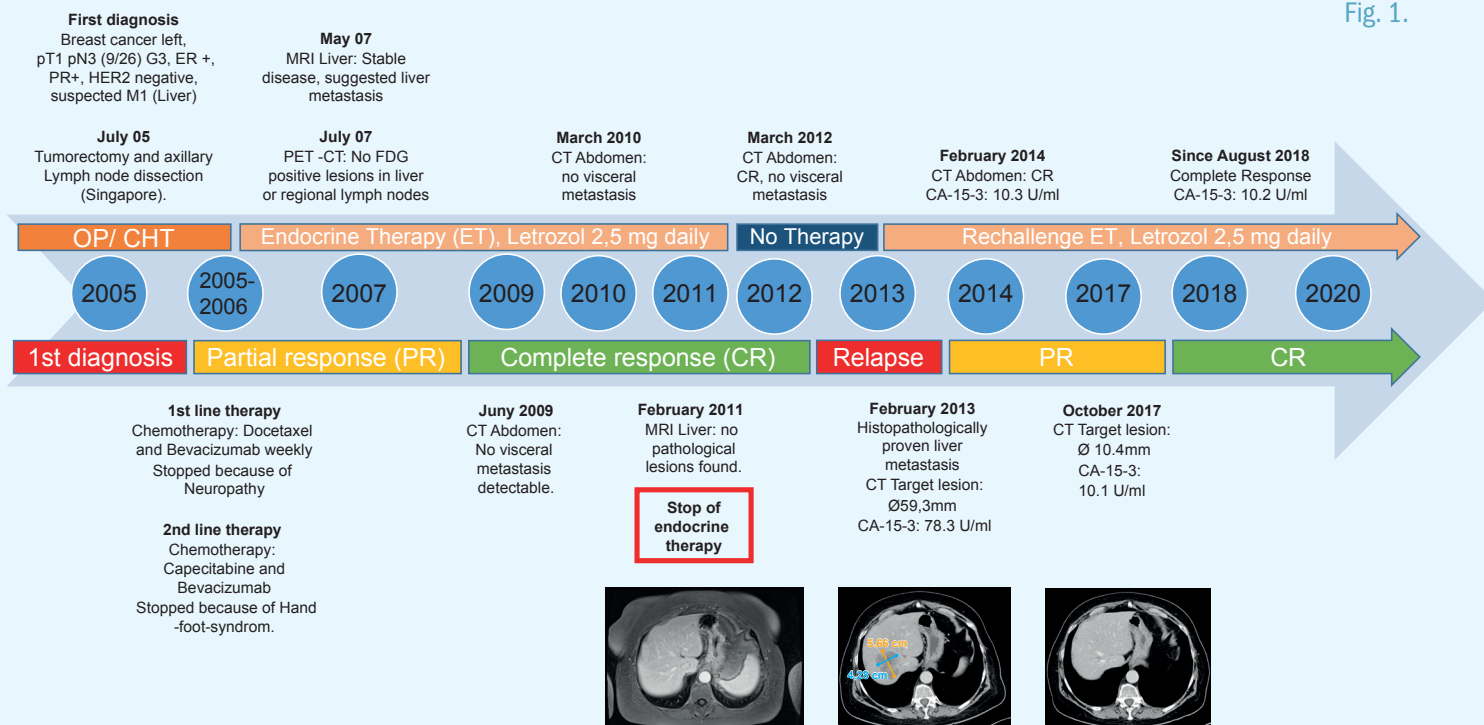 Fig. 1.
First diagnosis
Breast cancer left,
pT1 pN3 (9/26) G3, ER +,
PR+, HER2 negative,
suspected M1 (Liver)
July 05
Tumorectomy and axillary
Lymph node dissection
(Singapore).
May 07
MRI Liver: Stable
disease, suggested liver
metastasis
July 07
PET -CT: No FDG
positive lesions in liver
or regional lymph nodes
March 2010
CT Abdomen:
no visceral
metastasis
March 2012
CT Abdomen:
CR, no visceral
metastasis
February 2014
CT Abdomen: CR
CA-15-3: 10.3 U/ml
Since August 2018
Complete Response
CA-15-3: 10.2 U/ml
OP/ CHT
Endocrine Therapy (ET), Letrozol 2,5 mg daily
No Therapy
Rechallenge ET, Letrozol 2,5 mg daily
2005
2005-
2006
2007
2009
2010
2011
2012
2013
2014
2017
2018
2020
1st diagnosis
Partial response (PR)
Complete response (CR)
Relapse
PR
CR
1st line therapy
Chemotherapy: Docetaxel
and Bevacizumab weekly
Stopped because of
Neuropathy
2nd line therapy
Chemotherapy:
Capecitabine and
Bevacizumab
Stopped because of Hand
-foot-syndrom.
Juny 2009
CT Abdomen:
No visceral
metastasis
detectable.
February 2011
MRI Liver: no
pathological
lesions found.
Stop of
endocrine
therapy
February 2013
Histopathologically
proven liver
metastasis
CT Target lesion:
Ø59,3mm
CA-15-3: 78.3 U/ml
October 2017
CT Target lesion:
Ø 10.4mm
CA-15-3:
10.1 U/ml
5.66 cm
4,26 cm